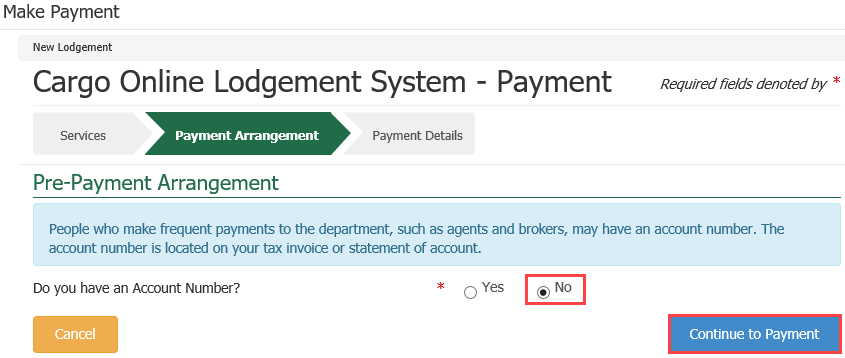 Make Payment
New Lodgement
Cargo Online Lodgement System - Payment
Required fields denoted by *
Services
Payment Arrangement
Payment Details
Pre-Payment Arrangement
People who make frequent payments to the department, such as agents and brokers, may have an account number. The
account number is located on your tax invoice or statement of account.
Do you have an Account Number? * Yes No
Cancel
Continue to Payment